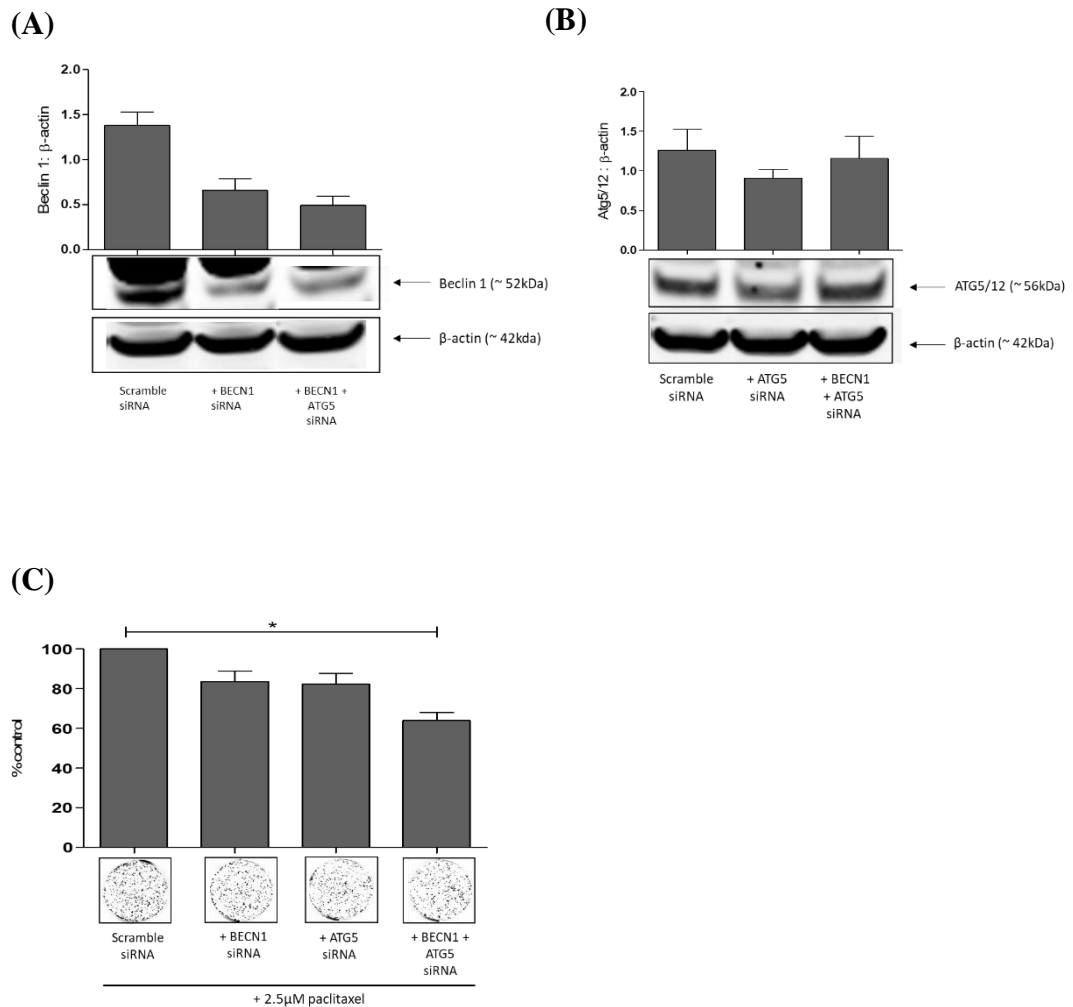 (A)
2.0
1.5
1.0
0.5
0.0
Beclin 1: β-actin
Beclin 1 (~ 52kDa)
β-actin (~ 42kda)
Scramble
siRNA
+ BECN1
siRNA
+ BECN1 +
ATG5
siRNA
(B)
2.0
1.5
1.0
0.5
0.0
Atg5/12 : β-actin
ATG5/12 (~ 56kDa)
β-actin (~ 42kDa)
Scramble
siRNA
+ ATG5
siRNA
+ BECN1
+ ATG5
siRNA
(C)
*
100
80
60
40
20
0
%control
Scramble
siRNA
+ BECN1
siRNA
+ ATG5
siRNA
+ BECN1 +
ATG5
siRNA
+ 2.5μM paclitaxel